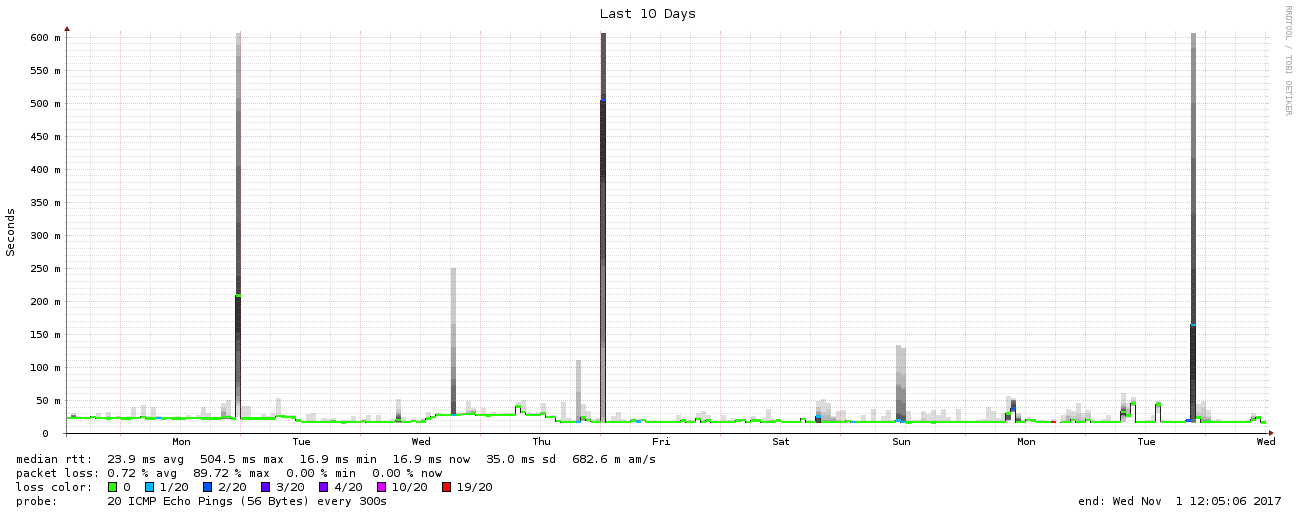 Last 10 Days
RRDTOOL / TOBI OETIKER
Seconds
600 m
550 m
500 m
450 m
400 m
350 m
300 m
250 m
200 m
150 m
100 m
50 m
0
Mon Tue Wed Thu Fri Sat Sun Mon Tue Wed
median rtt: 23.9 ms avg 504.5 ms max 16.9 ms min 16.9 ms now 35.0 ms sd 682.6 m am/s
packet loss: 0.72 % avg 89.72 % max 0.00 % min 0.00 % now
loss color: 0 1/20 2/20 3/20 4/20 10/20 19/20
probe: 20 ICMP Echo Pings (56 Bytes) every 300s end: Wed Nov 1 12:05:06 2017